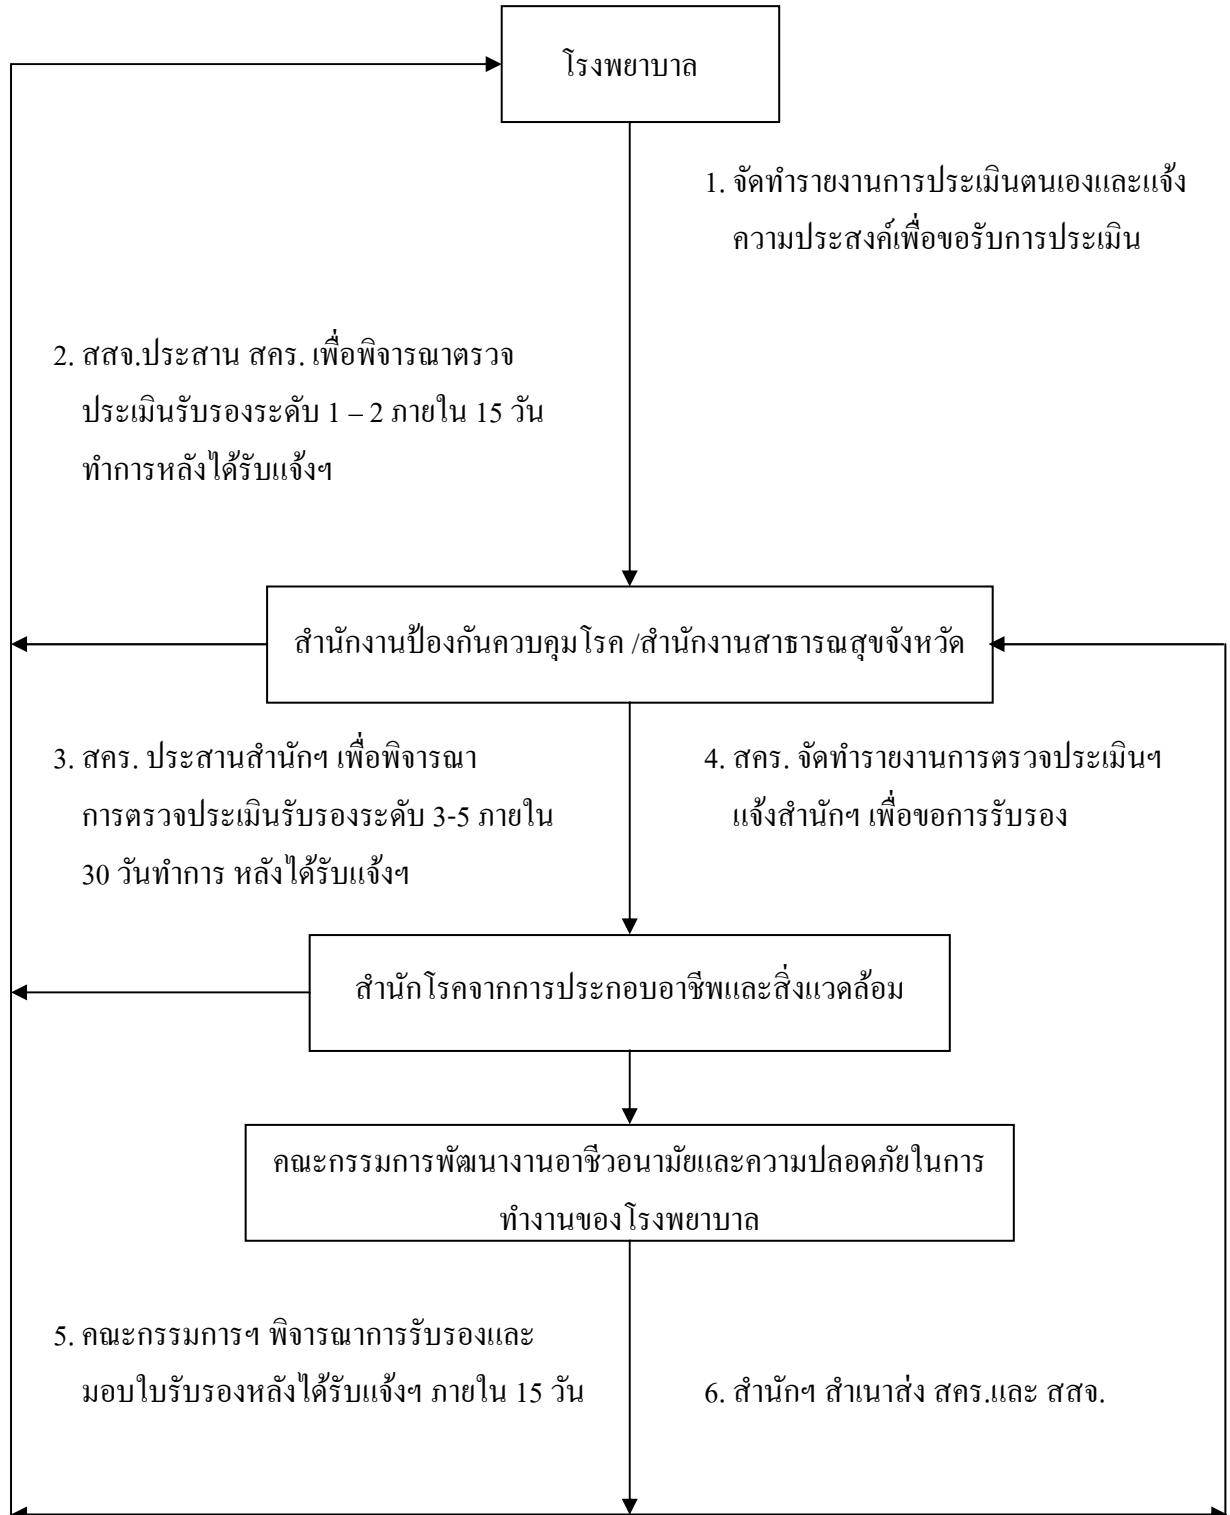 โรงพยาบาล
1. จัดทำรายงานการประเมินตนเองและแจ้ง
ความประสงค์เพื่อขอรับการประเมิน
2. สสจ.ประสาน สคร. เพื่อพิจารณาตรวจ
ประเมินรับรองระดับ 1 – 2 ภายใน 15 วัน
ทำการหลังได้รับแจ้งฯ
สำนักงานป้องกันควบคุมโรค /สำนักงานสาธารณสุขจังหวัด
3. สคร. ประสานสำนักฯ เพื่อพิจารณา
การตรวจประเมินรับรองระดับ 3-5 ภายใน
30 วันทำการ หลังได้รับแจ้งฯ
4. สคร. จัดทำรายงานการตรวจประเมินฯ
แจ้งสำนักฯ เพื่อขอการรับรอง
สำนักโรคจากการประกอบอาชีพและสิ่งแวดล้อม
คณะกรรมการพัฒนางานอาชีวอนามัยและความปลอดภัยในการ
ทำงานของโรงพยาบาล
5. คณะกรรมการฯ พิจารณาการรับรองและ
มอบใบรับรองหลังได้รับแจ้งฯ ภายใน 15 วัน
6. สำนักฯ สำเนาส่ง สคร.และ สสจ.